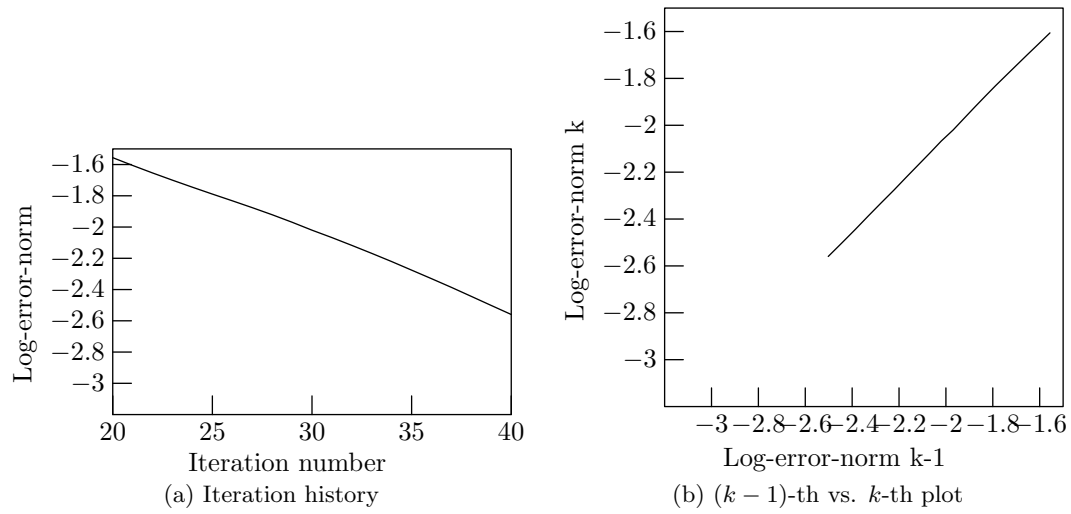 −1.6
−1.8
−2
−2.2
−2.4
−2.6
−2.8
−3
Log-error-norm
20 25 30 35 40
Iteration number
(a) Iteration history
−1.6
−1.8
−2
−2.2
−2.4
−2.6
−2.8
−3
Log-error-norm k
−3 −2.8 −2.6 −2.4 −2.2 −2 −1.8 −1.6
Log-error-norm k-1
(b) (k − 1)-th vs. k-th plot